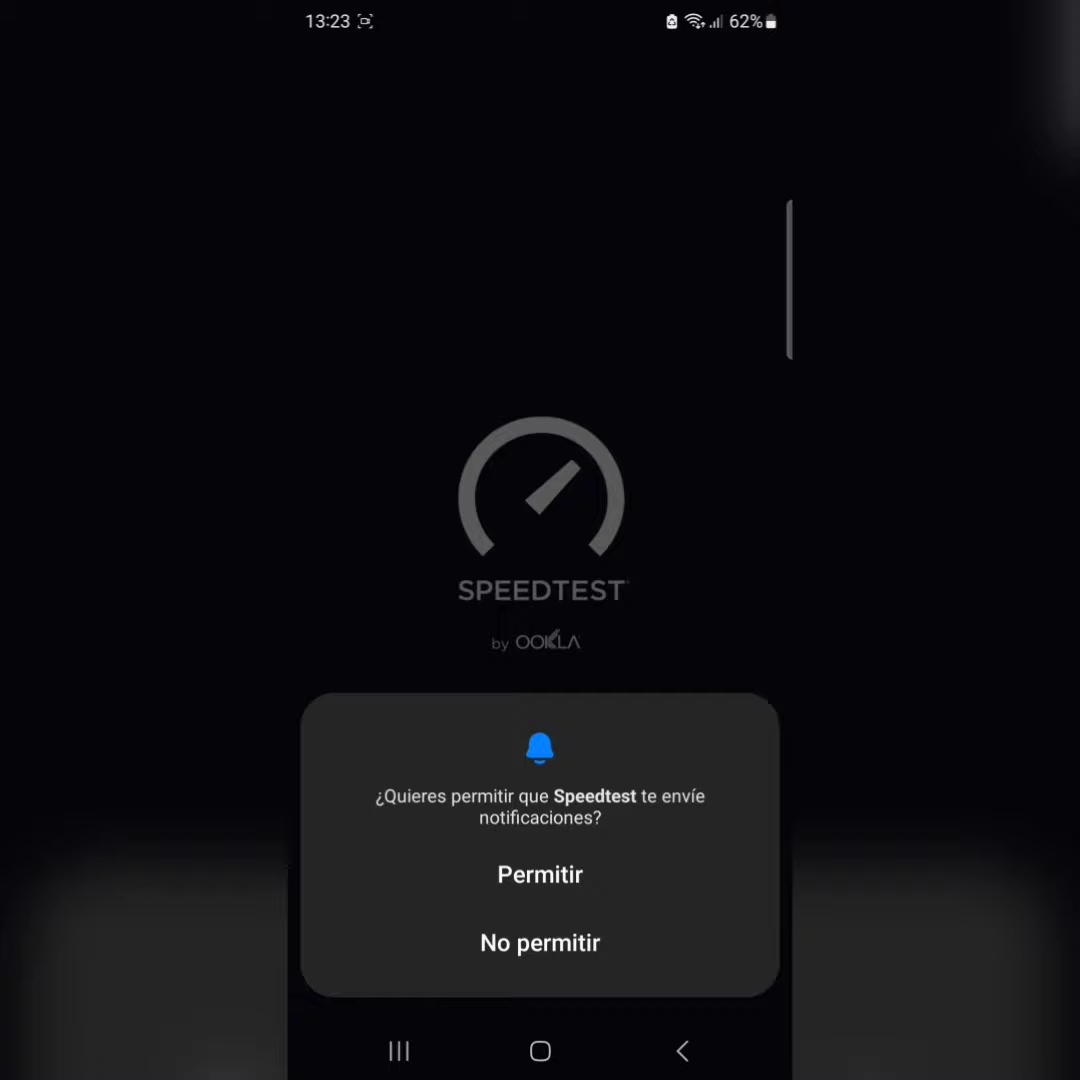 13:23
62%
SPEEDTEST
by OOKLA
¿Quieres permitir que Speedtest te envíe
notificaciones?
Permitir
No permitir